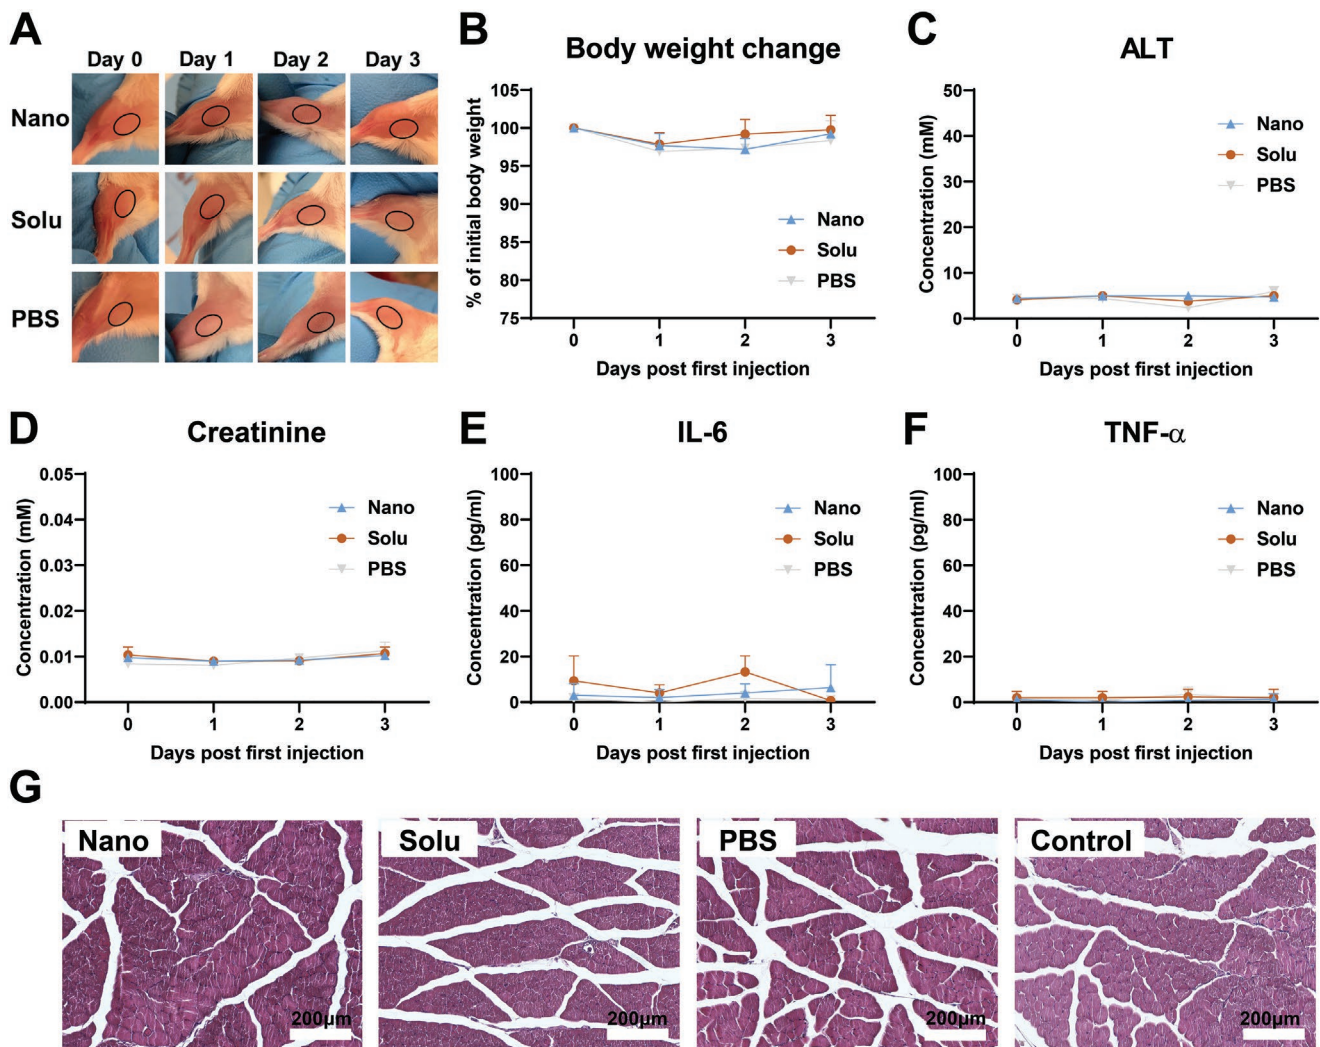 A
Day 0 Day 1 Day 2 Day 3
Nano
Solu
PBS
B
Body weight change
% of initial body weight
105
100
95
90
85
80
75
0 1 2 3
Days post first injection
Nano
Solu
PBS
C
ALT
Concentration (mM)
50
40
30
20
10
0
0 1 2 3
Days post first injection
Nano
Solu
PBS
D
Creatinine
Concentration (mM)
0.05
0.04
0.03
0.02
0.01
0.00
0 1 2 3
Days post first injection
Nano
Solu
PBS
E
IL-6
Concentration (pg/ml)
100
80
60
40
20
0
0 1 2 3
Days post first injection
Nano
Solu
PBS
F
TNF-α
Concentration (pg/ml)
100
80
60
40
20
0
0 1 2 3
Days post first injection
Nano
Solu
PBS
G
Nano
200μm
Solu
200μm
PBS
200μm
Control
200μm